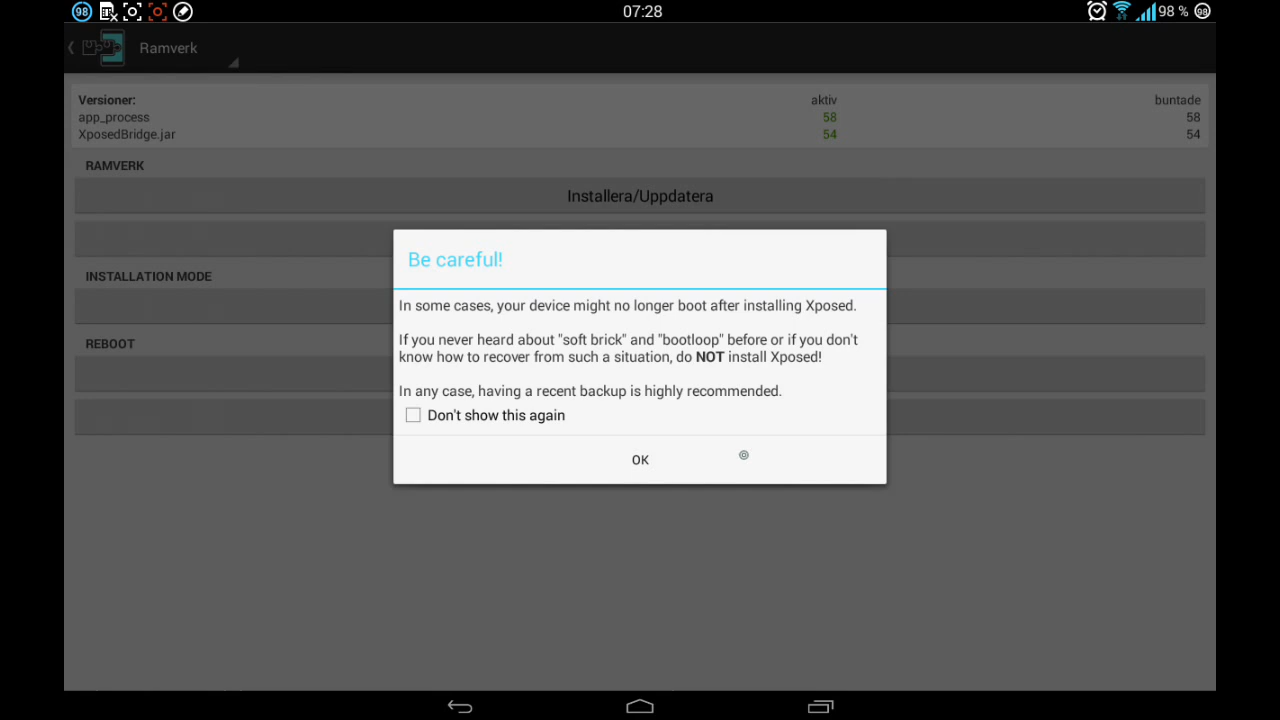 98 07:28 98 % 98
Ramverk
Versioner: aktiv buntade
app_process 58 58
XposedBridge.jar 54 54
RAMVERK
Installera/Uppdatera
INSTALLATION MODE
REBOOT
Be careful!
In some cases, your device might no longer boot after installing Xposed.
If you never heard about "soft brick" and "bootloop" before or if you don't
know how to recover from such a situation, do NOT install Xposed!
In any case, having a recent backup is highly recommended.
Don't show this again
OK